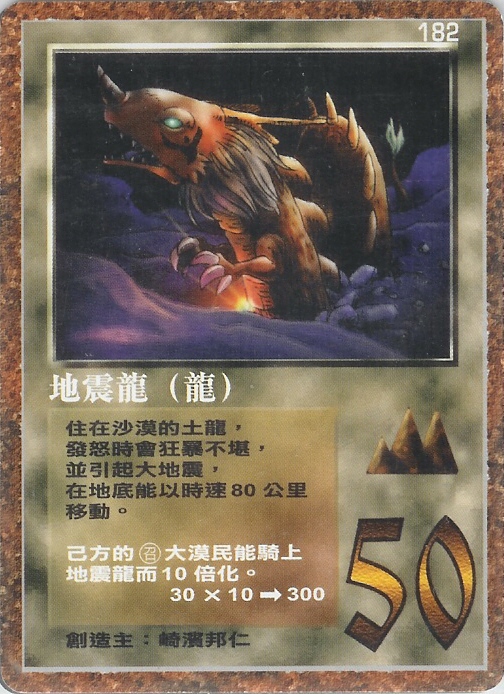 182
地震龍（龍）
住在沙漠的土龍，
發怒時會狂暴不堪，
並引起大地震，
在地底能以時速80公里
移動。
己方的㊂大漠民能騎上
地震龍而10倍化。
30 × 10 ➡ 300
50
創造主：崎濱邦仁